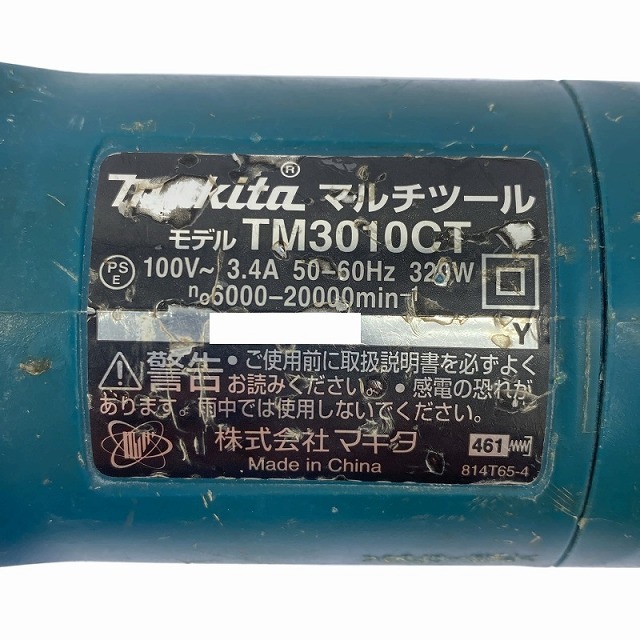 Makita® マルチツール
モデル TM3010CT
PS
E
100V~ 3.4A 50-60Hz 320W
n₀6000-20000min⁻¹
Y
警告
・ご使用前に取扱説明書を必ずよく
お読みください。・感電の恐れが
あります。雨中では使用しないでください。
株式会社 マキタ
Made in China
461
814T65-4